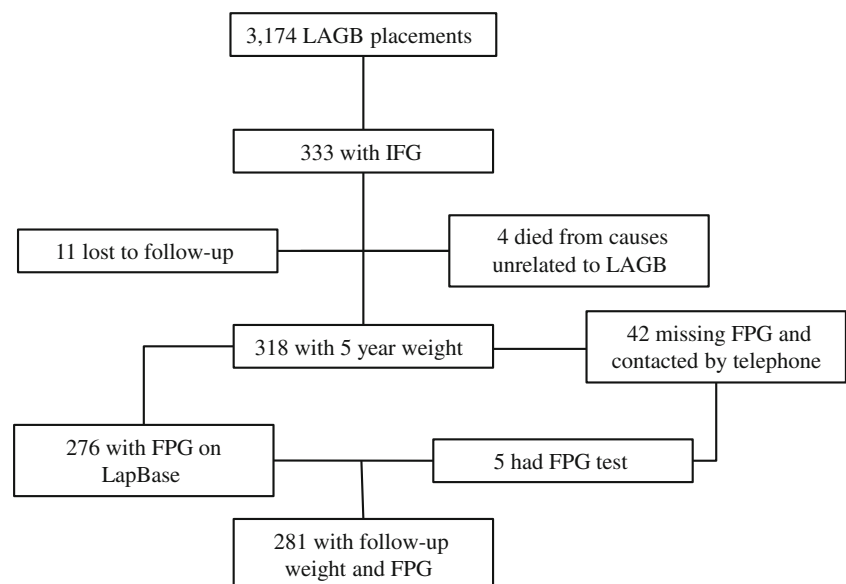 3,174 LAGB placements
333 with IFG
11 lost to follow-up
4 died from causes
unrelated to LAGB
318 with 5 year weight
42 missing FPG and
contacted by telephone
276 with FPG on
LapBase
5 had FPG test
281 with follow-up
weight and FPG